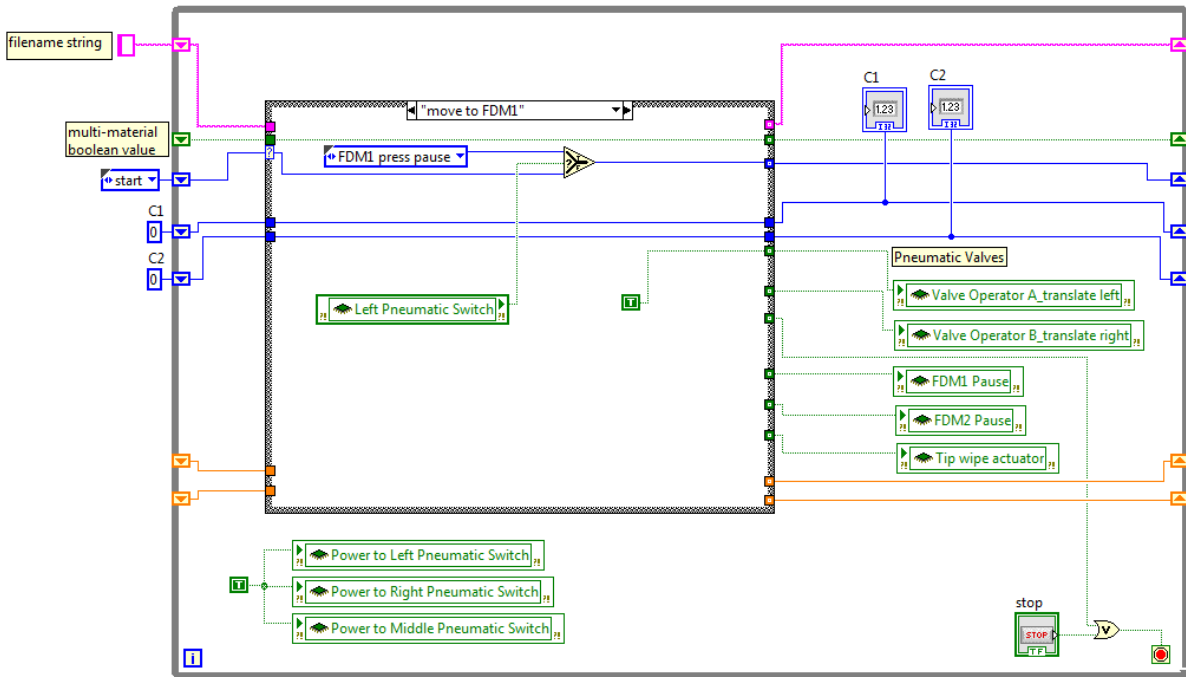 filename string
C1
C2
1.23
1.23
I32
I32
"move to FDM1"
multi-material
boolean value
?
FDM1 press pause
?
T
F
start
C1
0
C2
0
Pneumatic Valves
Left Pneumatic Switch
?!
?!
T
?!
Valve Operator A_translate left
?!
?!
Valve Operator B_translate right
?!
?!
FDM1 Pause
?!
?!
FDM2 Pause
?!
?!
Tip wipe actuator
?!
?!
Power to Left Pneumatic Switch
?!
T
?!
Power to Right Pneumatic Switch
?!
?!
Power to Middle Pneumatic Switch
?!
stop
STOP
TF
V
i